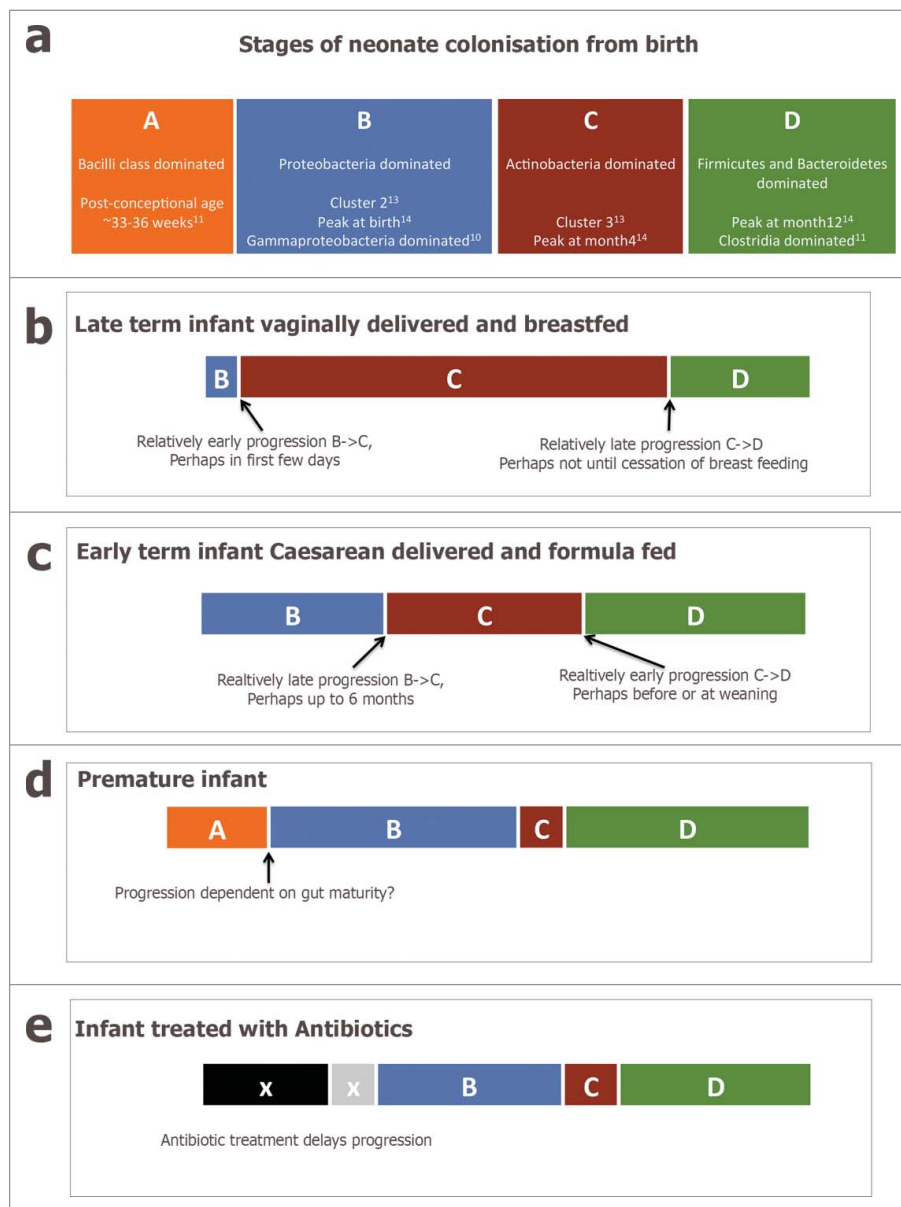 a
Stages of neonate colonisation from birth
A
Bacilli class dominated
Post-conceptional age
~33-36 weeks¹¹
B
Proteobacteria dominated
Cluster 2¹³
Peak at birth¹⁴
Gammaproteobacteria dominated¹⁰
C
Actinobacteria dominated
Cluster 3¹³
Peak at month4¹⁴
D
Firmicutes and Bacteroidetes
dominated
Peak at month12¹⁴
Clostridia dominated¹¹
b
Late term infant vaginally delivered and breastfed
B
C
D
Relatively early progression B->C,
Perhaps in first few days
Relatively late progression C->D
Perhaps not until cessation of breast feeding
c
Early term infant Caesarean delivered and formula fed
B
C
D
Realtively late progression B->C,
Perhaps up to 6 months
Realtively early progression C->D
Perhaps before or at weaning
d
Premature infant
A
B
C
D
Progression dependent on gut maturity?
e
Infant treated with Antibiotics
x
x
B
C
D
Antibiotic treatment delays progression